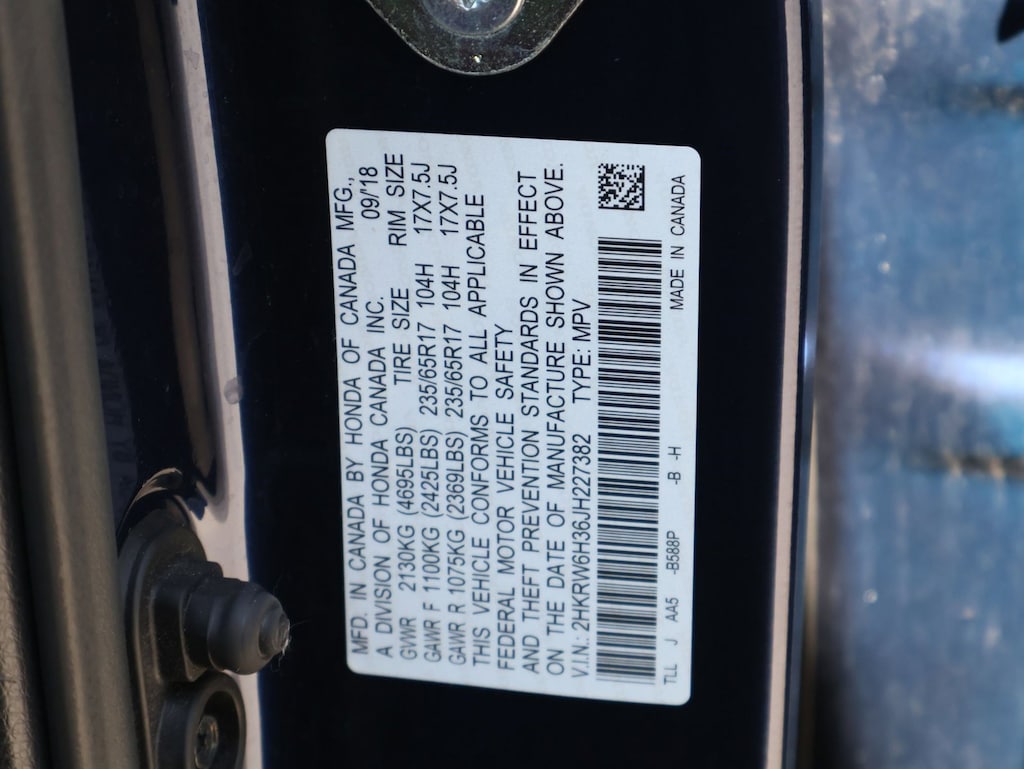 MFD. IN CANADA BY HONDA OF CANADA MFG.,
A DIVISION OF HONDA CANADA INC. 09/'18
GVWR 2130KG (4695LBS) TIRE SIZE RIM SIZE
GAWR F 1100KG (2425LBS) 235/65R17 104H 17X7.5J
GAWR R 1075KG (2369LBS) 235/65R17 104H 17X7.5J
THIS VEHICLE CONFORMS TO ALL APPLICABLE
FEDERAL MOTOR VEHICLE SAFETY
AND THEFT PREVENTION STANDARDS IN EFFECT
ON THE DATE OF MANUFACTURE SHOWN ABOVE.
V.I.N.: 2HKRW6H36JH227382 TYPE: MPV
TLL J AA5 -B588P -B -H MADE IN CANADA